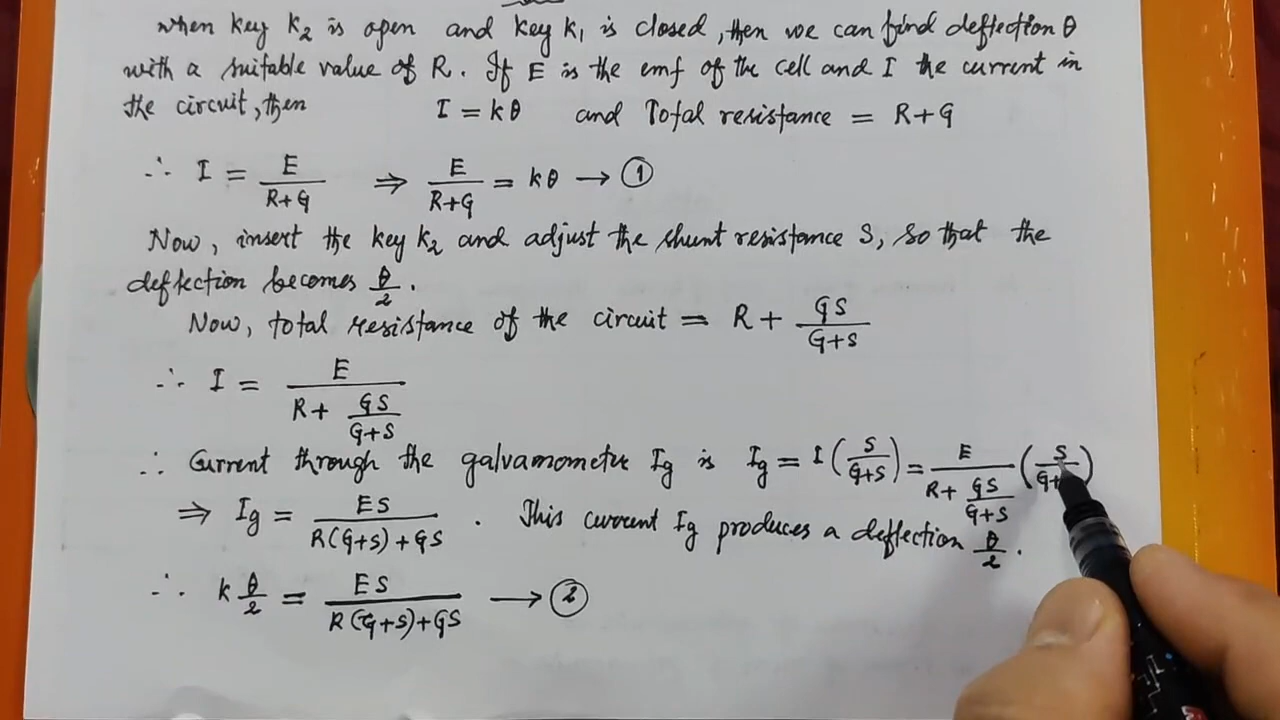 when key K₂ is open and key K₁ is closed, then we can find deflection θ
with a suitable value of R. If E is the emf of the cell and I the current in
the circuit, then I = kθ and Total resistance = R+G
∴ I = E/(R+G) ⇒ E/(R+G) = kθ → ①
Now, insert the key K₂ and adjust the shunt resistance S, so that the
deflection becomes θ/2.
Now, total resistance of the circuit = R + GS/(G+S)
∴ I = E/(R + GS/(G+S))
∴ Current through the galvanometer Ig is Ig = I(S/(G+S)) = E/(R + GS/(G+S)) (S/(G+
⇒ Ig = ES/(R(G+S)+GS) . This current Ig produces a deflection θ/2.
∴ k θ/2 = ES/(R(G+S)+GS) → ②